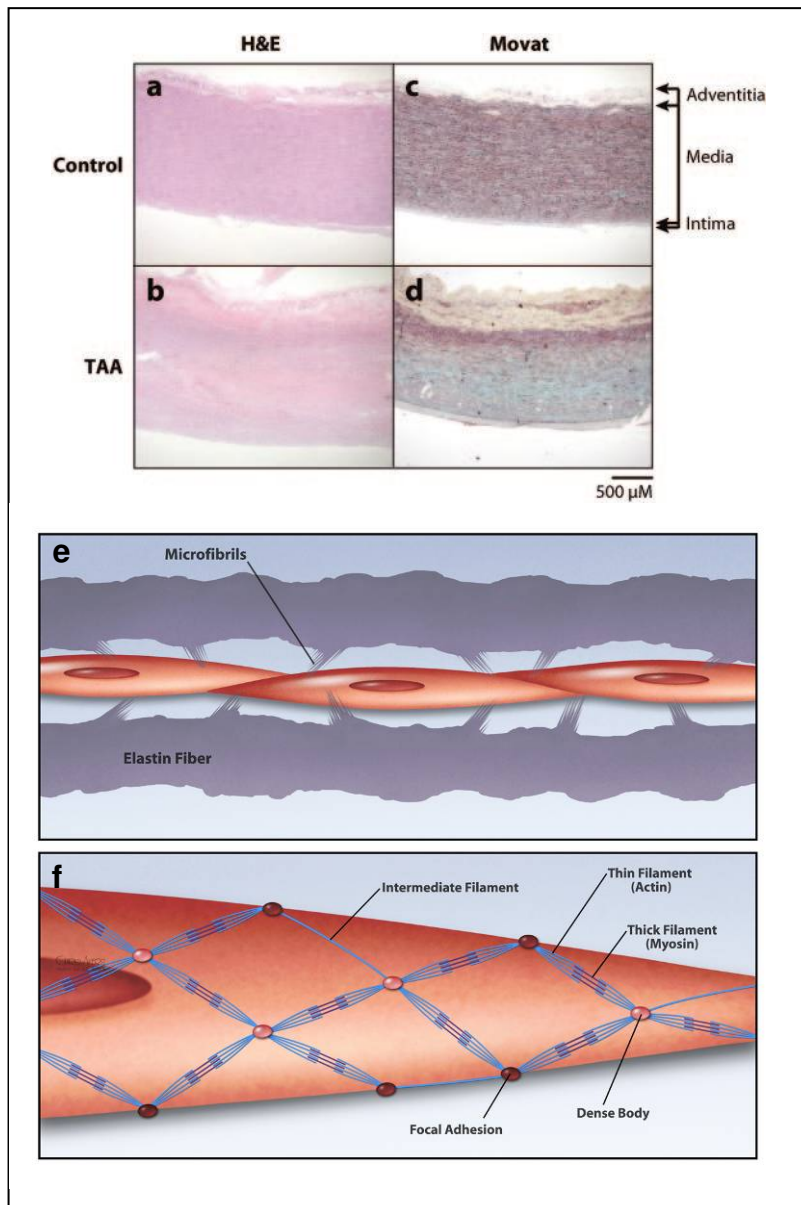 H&E
Movat
a
c
Adventitia
Control
Media
Intima
b
d
TAA
500 µM
e
Microfibrils
Elastin Fiber
f
Intermediate Filament
Thin Filament
(Actin)
Thick Filament
(Myosin)
Focal Adhesion
Dense Body